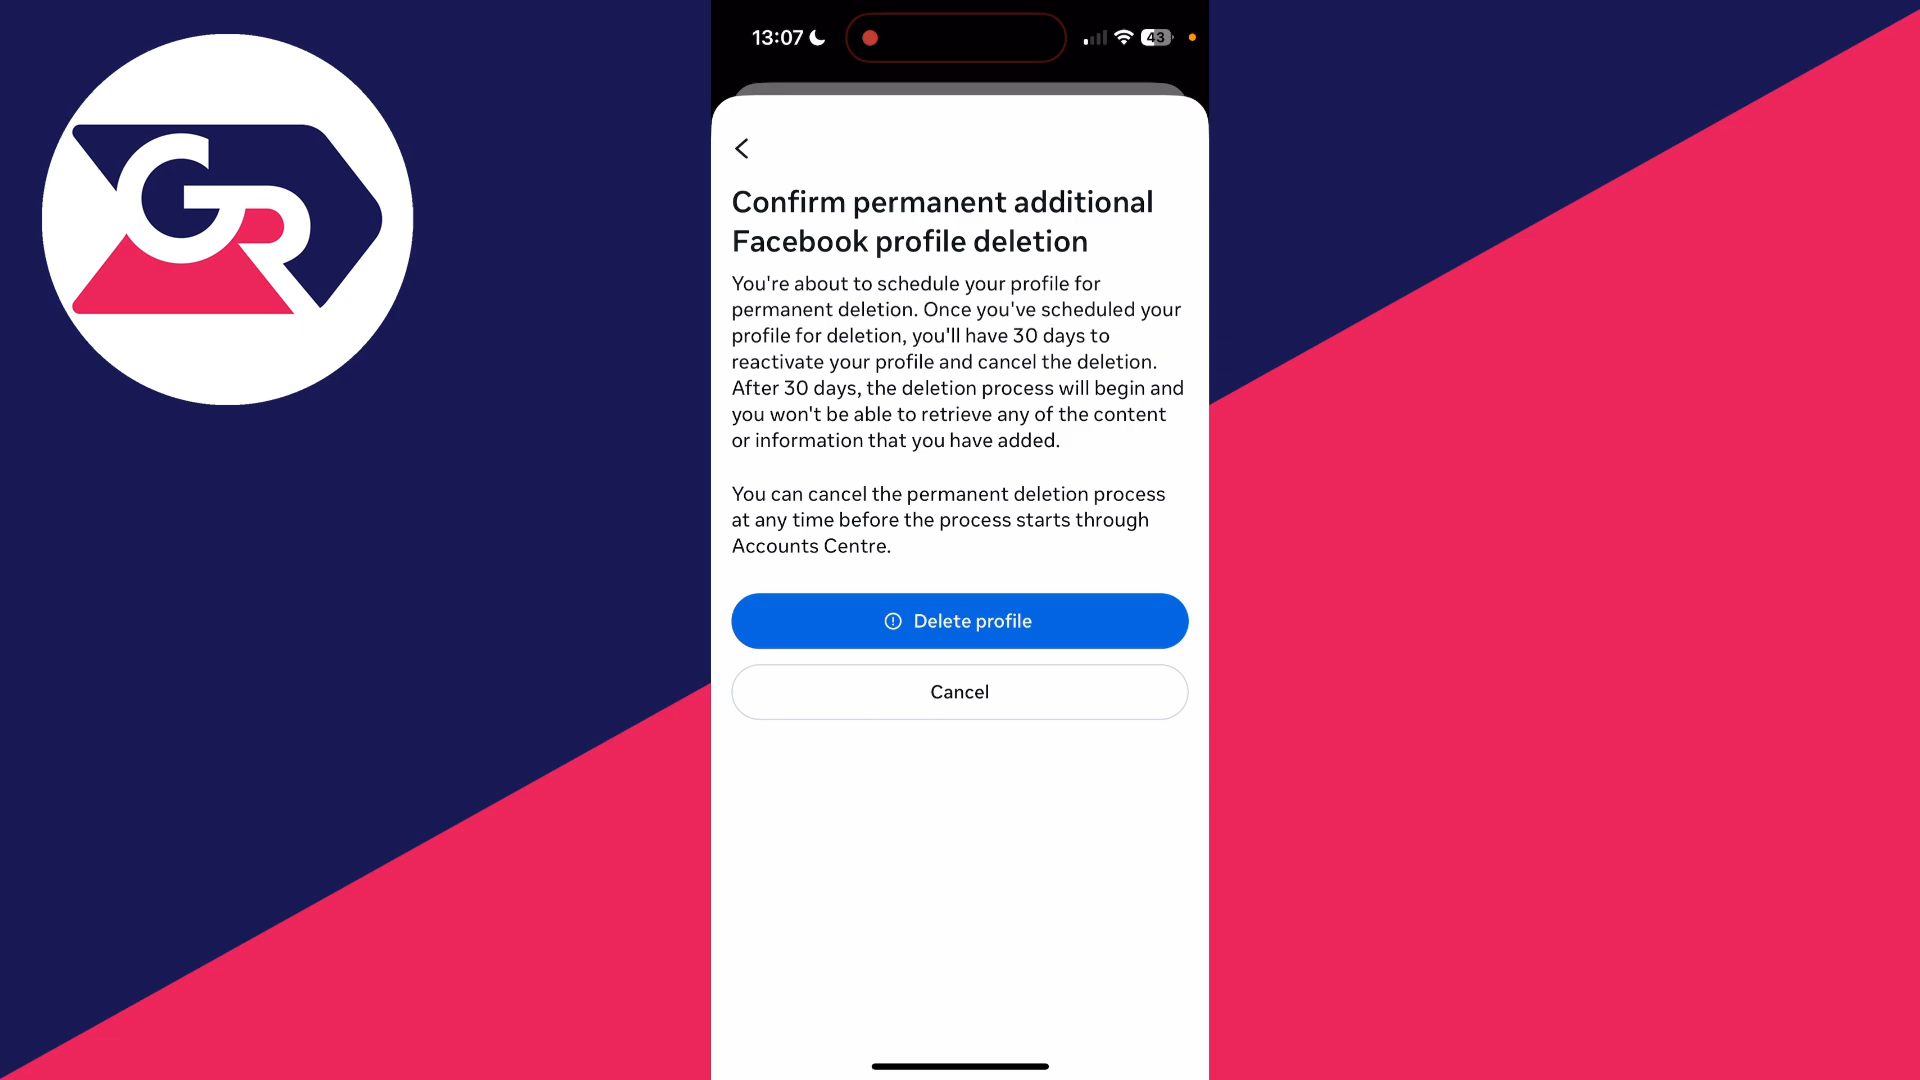 GR
13:07
43
Confirm permanent additional
Facebook profile deletion
You're about to schedule your profile for
permanent deletion. Once you've scheduled your
profile for deletion, you'll have 30 days to
reactivate your profile and cancel the deletion.
After 30 days, the deletion process will begin and
you won't be able to retrieve any of the content
or information that you have added.
You can cancel the permanent deletion process
at any time before the process starts through
Accounts Centre.
Delete profile
Cancel